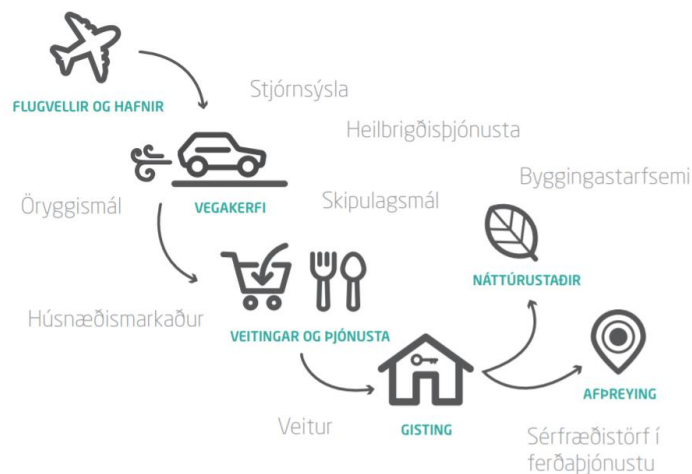 Stjórnsýsla
FLUGVELLIR OG HAFNIR
Heilbrigðisþjónusta
Byggingastarfsemi
Öryggismál
VEGAKERFI
Skipulagsmál
NÁTTÚRUSTAÐIR
Húsnæðismarkaður
VEITINGAR OG ÞJÓNUSTA
AFÞREYING
Veitur
GISTING
Sérfræðistörf í
ferðaþjónustu